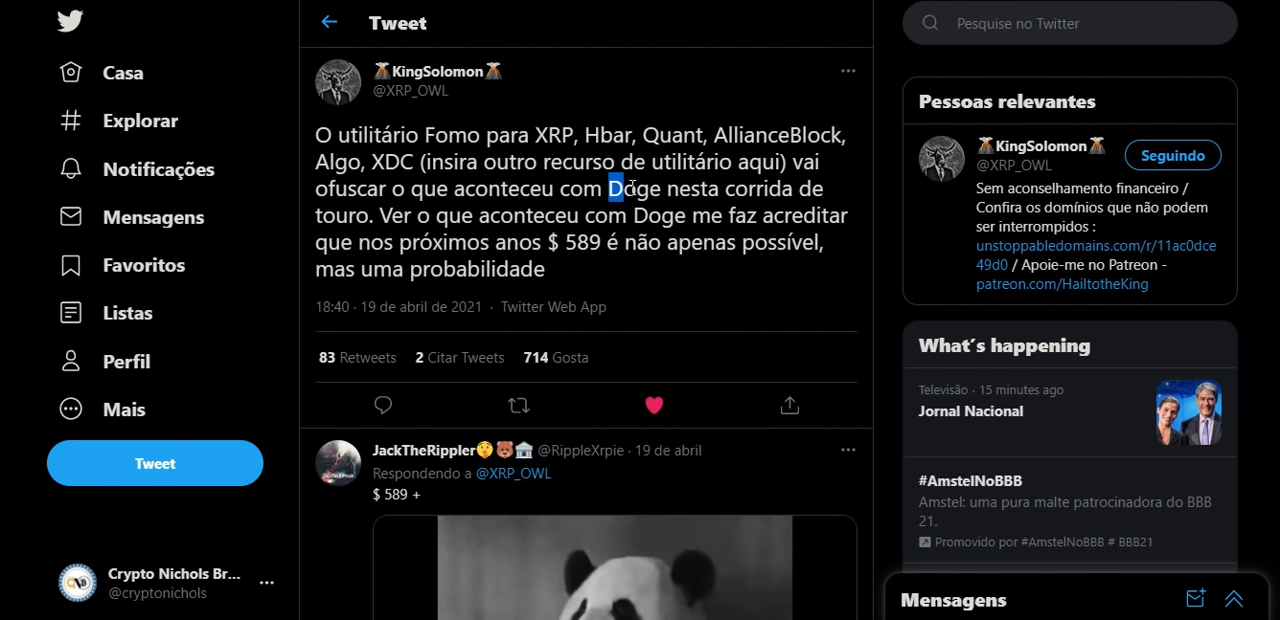 Tweet
Casa
Explorar
Notificações
Mensagens
Favoritos
Listas
Perfil
Mais
Tweet
Crypto Nichols Br...
@cryptonichols
🌋KingSolomon🌋
@XRP_OWL
O utilitário Fomo para XRP, Hbar, Quant, AllianceBlock,
Algo, XDC (insira outro recurso de utilitário aqui) vai
ofuscar o que aconteceu com Doge nesta corrida de
touro. Ver o que aconteceu com Doge me faz acreditar
que nos próximos anos $ 589 é não apenas possível,
mas uma probabilidade
18:40 · 19 de abril de 2021 · Twitter Web App
83 Retweets 2 Citar Tweets 714 Gosta
JackTheRippler🤫🐻🏛️ @RippleXrpie · 19 de abril
Respondendo a @XRP_OWL
$ 589 +
Pesquise no Twitter
Pessoas relevantes
🌋KingSolomon🌋
@XRP_OWL
Seguindo
Sem aconselhamento financeiro /
Confira os domínios que não podem
ser interrompidos :
unstoppabledomains.com/r/11ac0dce
49d0 / Apoie-me no Patreon -
patreon.com/HailtotheKing
What's happening
Televisão · 15 minutes ago
Jornal Nacional
#AmstelNoBBB
Amstel: uma pura malte patrocinadora do BBB
21.
Promovido por #AmstelNoBBB # BBB21
Mensagens